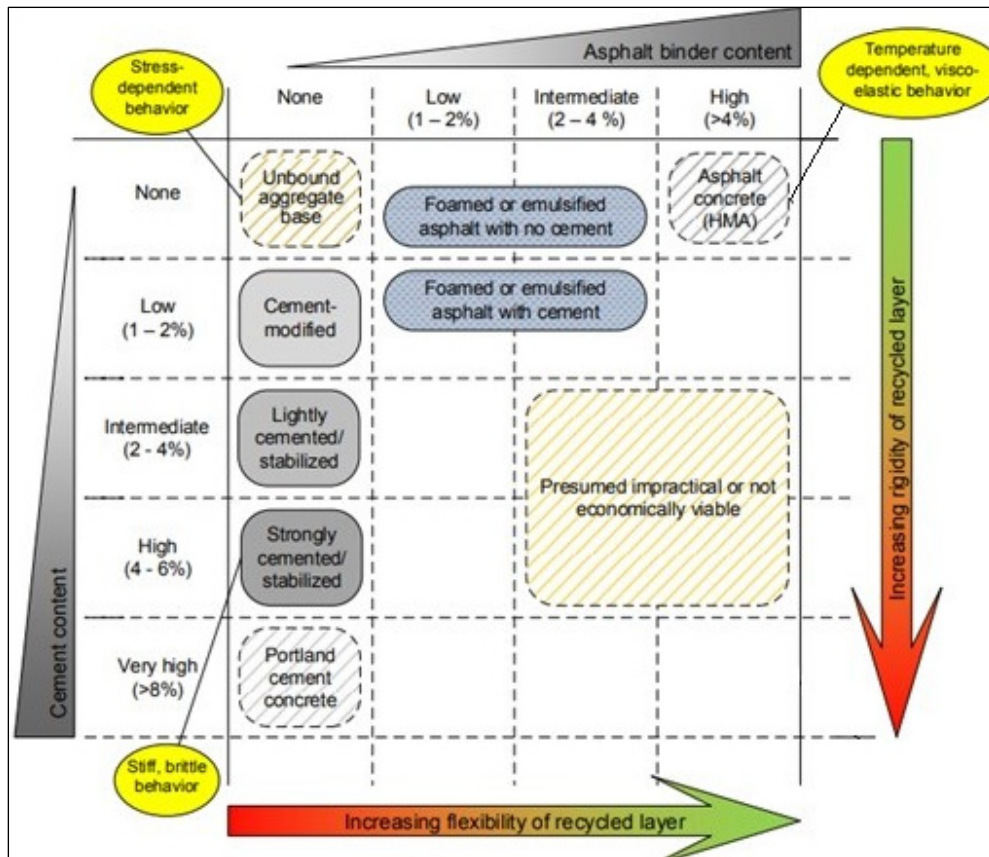 Asphalt binder content
Stress-
dependent
behavior
Temperature
dependent, visco-
elastic behavior
None
Low
(1 – 2%)
Intermediate
(2 – 4 %)
High
(>4%)
None
Unbound
aggregate
base
Foamed or emulsified
asphalt with no cement
Asphalt
concrete
(HMA)
Low
(1 – 2%)
Cement-
modified
Foamed or emulsified
asphalt with cement
Intermediate
(2 - 4%)
Lightly
cemented/
stabilized
Presumed impractical or not
economically viable
High
(4 - 6%)
Strongly
cemented/
stabilized
Very high
(>8%)
Portland
cement
concrete
Cement content
Increasing rigidity of recycled layer
Stiff, brittle
behavior
Increasing flexibility of recycled layer